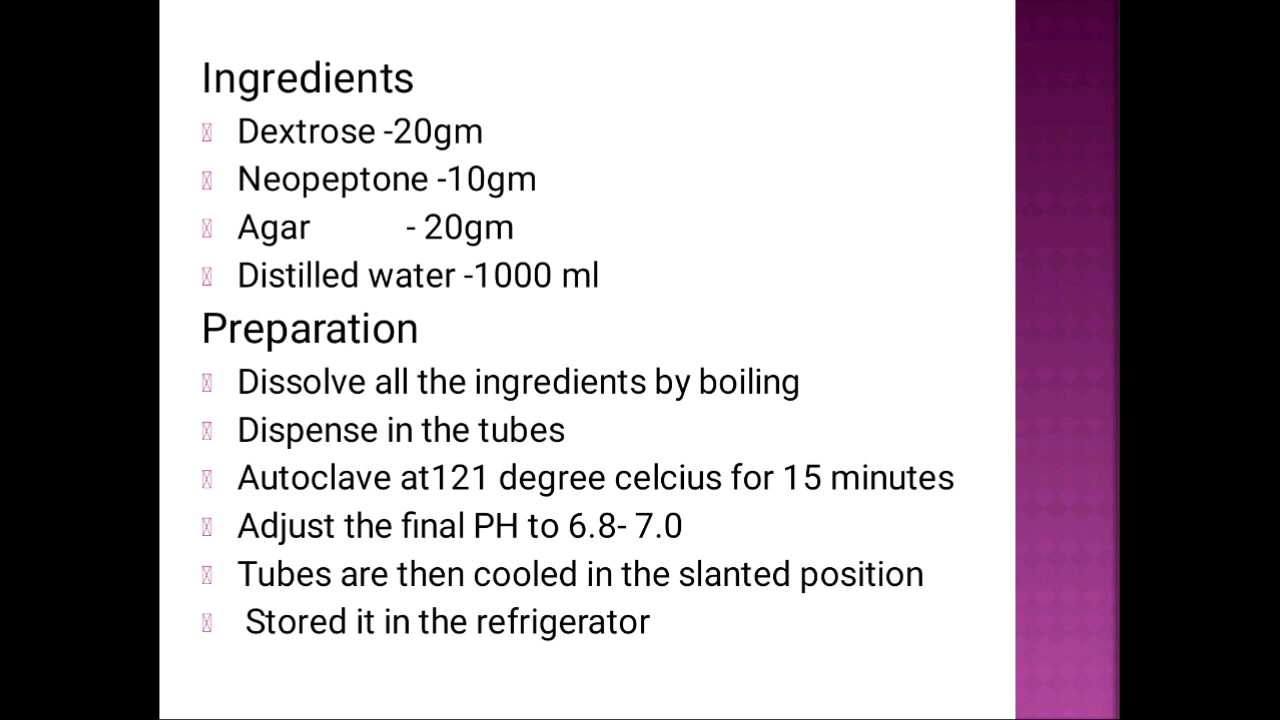 Ingredients
Dextrose -20gm
Neopeptone -10gm
Agar - 20gm
Distilled water -1000 ml
Preparation
Dissolve all the ingredients by boiling
Dispense in the tubes
Autoclave at121 degree celcius for 15 minutes
Adjust the final PH to 6.8- 7.0
Tubes are then cooled in the slanted position
Stored it in the refrigerator